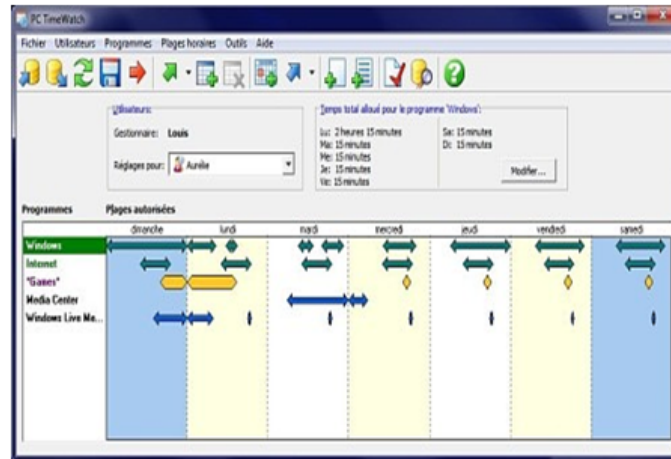 PC TimeWatch
Fichier Utilisateurs Programmes Plages horaires Outils Aide
Utilisateurs:
Gestionnaire: Louis
Réglages pour: Aurélie
Temps total alloué pour le programme 'Windows':
Lu: 2 heures 15 minutes
Ma: 15 minutes
Me: 15 minutes
Je: 15 minutes
Ve: 15 minutes
Sa: 15 minutes
Di: 15 minutes
Modifier...
Programmes Plages autorisées
dimanche lundi mardi mercredi jeudi vendredi samedi
Windows
Internet
"Games"
Media Center
Windows Live Me...